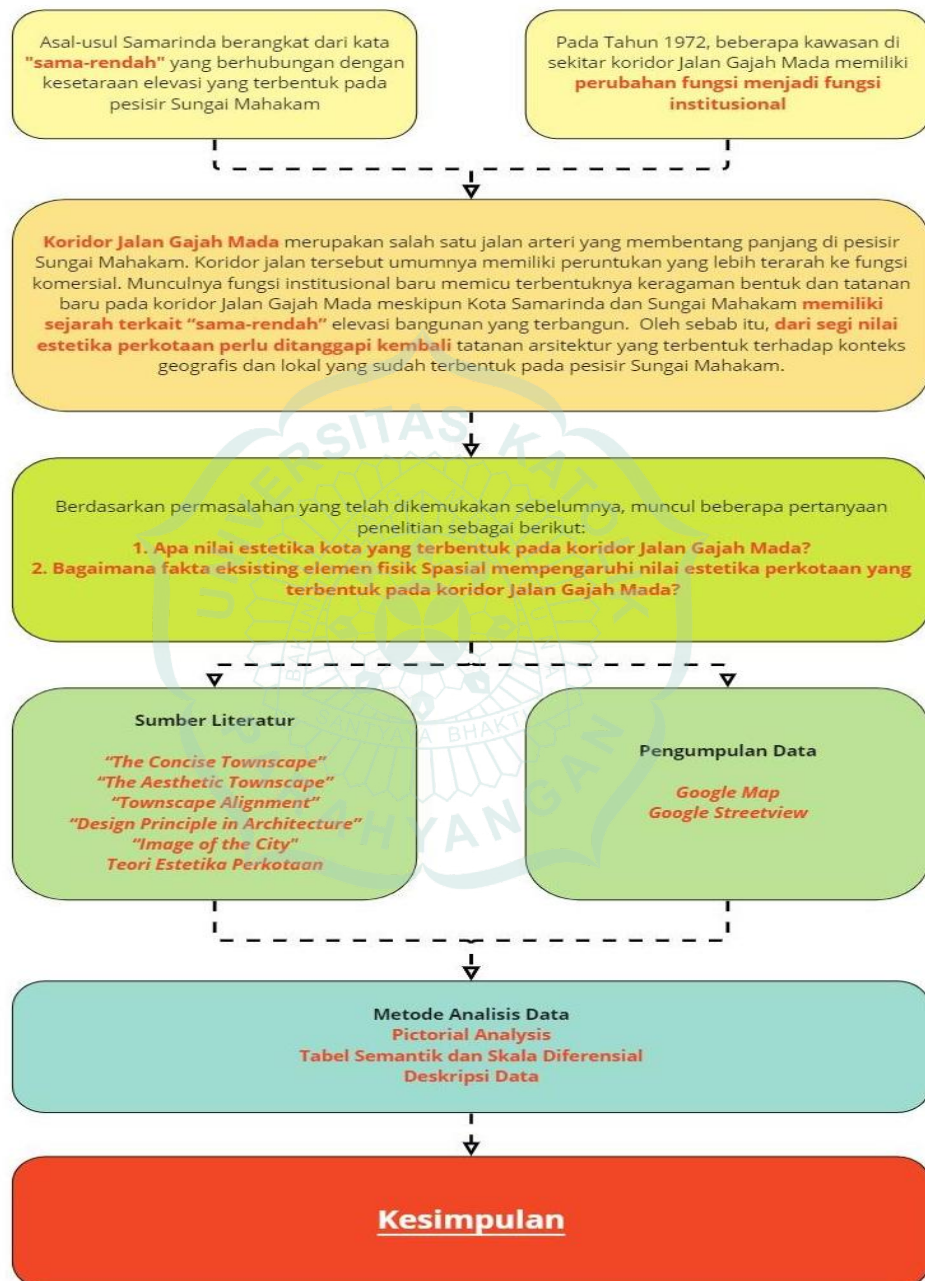 Asal-usul Samarinda berangkat dari kata
"sama-rendah" yang berhubungan dengan
kesetaraan elevasi yang terbentuk pada
pesisir Sungai Mahakam
Pada Tahun 1972, beberapa kawasan di
sekitar koridor Jalan Gajah Mada memiliki
perubahan fungsi menjadi fungsi
institusional
Koridor Jalan Gajah Mada merupakan salah satu jalan arteri yang membentang panjang di pesisir
Sungai Mahakam. Koridor jalan tersebut umumnya memiliki peruntukan yang lebih terarah ke fungsi
komersial. Munculnya fungsi institusional baru memicu terbentuknya keragaman bentuk dan tatanan
baru pada koridor Jalan Gajah Mada meskipun Kota Samarinda dan Sungai Mahakam memiliki
sejarah terkait “sama-rendah” elevasi bangunan yang terbangun. Oleh sebab itu, dari segi nilai
estetika perkotaan perlu ditanggapi kembali tatanan arsitektur yang terbentuk terhadap konteks
geografis dan lokal yang sudah terbentuk pada pesisir Sungai Mahakam.
Berdasarkan permasalahan yang telah dikemukakan sebelumnya, muncul beberapa pertanyaan
penelitian sebagai berikut:
1. Apa nilai estetika kota yang terbentuk pada koridor Jalan Gajah Mada?
2. Bagaimana fakta eksisting elemen fisik Spasial mempengaruhi nilai estetika perkotaan yang
terbentuk pada koridor Jalan Gajah Mada?
Sumber Literatur
“The Concise Townscape”
“The Aesthetic Townscape”
“Townscape Alignment”
“Design Principle in Architecture”
“Image of the City"
Teori Estetika Perkotaan
Pengumpulan Data
Google Map
Google Streetview
Metode Analisis Data
Pictorial Analysis
Tabel Semantik dan Skala Diferensial
Deskripsi Data
Kesimpulan
UNIVERSITAS KATOLIK
PARAHYANGAN